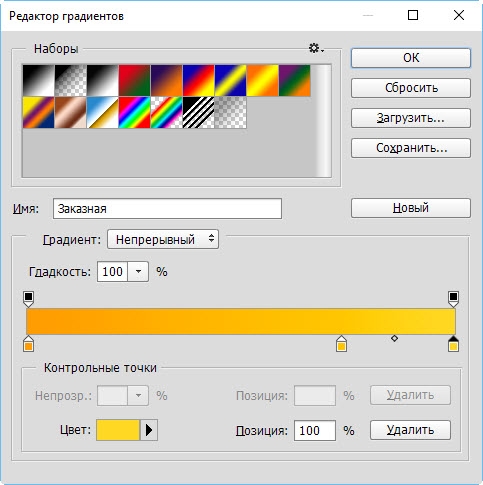 Редактор градиентов
Наборы
OK
Сбросить
Загрузить...
Сохранить...
Имя: Заказная
Новый
Градиент: Непрерывный
Гладкость: 100 %
Контрольные точки
Непрозр.: % Позиция: % Удалить
Цвет: Позиция: 100 % Удалить